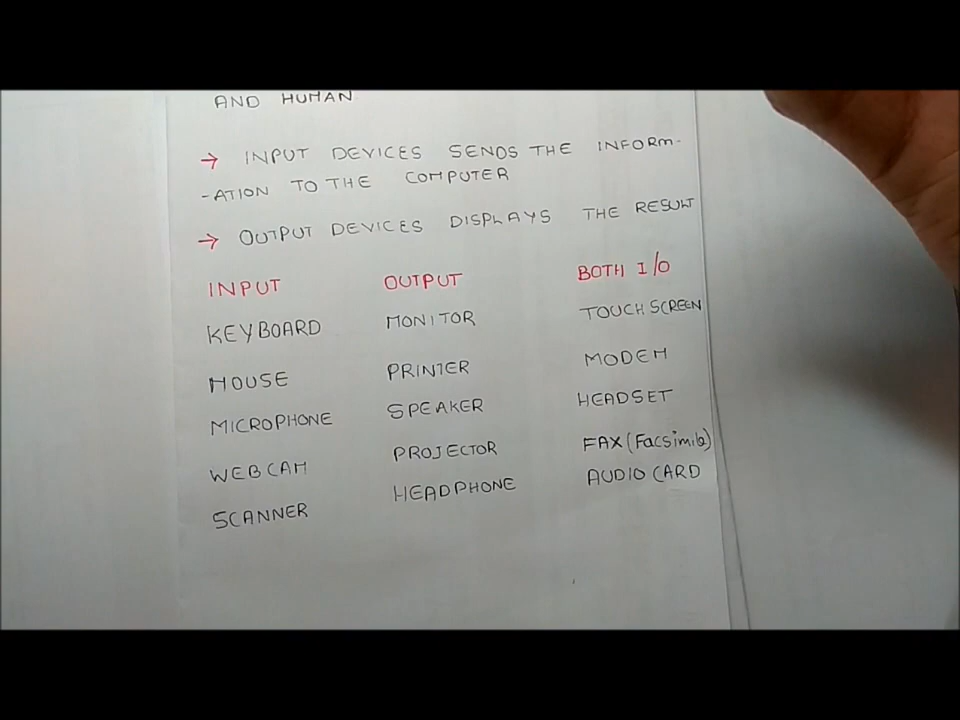 AND HUMAN
→ INPUT DEVICES SENDS THE INFORM-
-ATION TO THE COMPUTER
→ OUTPUT DEVICES DISPLAYS THE RESULT
INPUT OUTPUT BOTH I/O
KEYBOARD MONITOR TOUCH SCREEN
MOUSE PRINTER MODEM
MICROPHONE SPEAKER HEADSET
WEBCAM PROJECTOR FAX (Facsimile)
SCANNER HEADPHONE AUDIO CARD